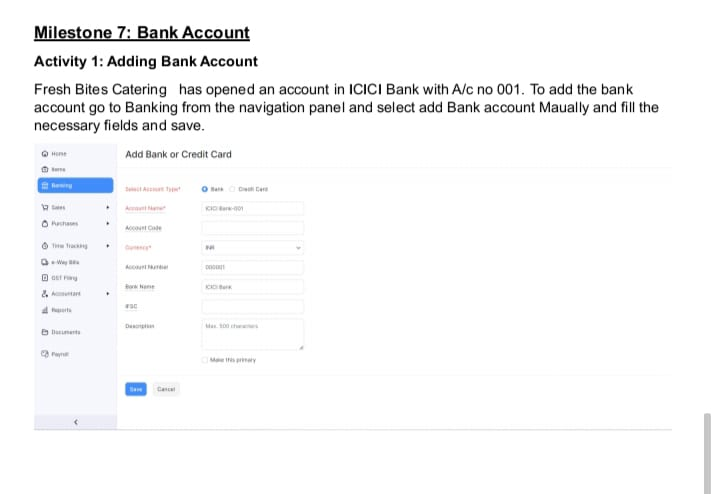 Milestone 7: Bank Account
Activity 1: Adding Bank Account
Fresh Bites Catering has opened an account in ICICI Bank with A/c no 001. To add the bank
account go to Banking from the navigation panel and select add Bank account Maually and fill the
necessary fields and save.
Home
Add Bank or Credit Card
Items
Banking
Select Account Type*
Bank
Credit Card
Sales
Account Name*
ICICI Bank-001
Purchases
Account Code
Time Tracking
Currency*
INR
e-Way Bills
Account Number
000001
GST Filing
Bank Name
ICICI Bank
Accountant
IFSC
Reports
Description
Max. 500 characters
Documents
Payroll
Make this primary
Save
Cancel